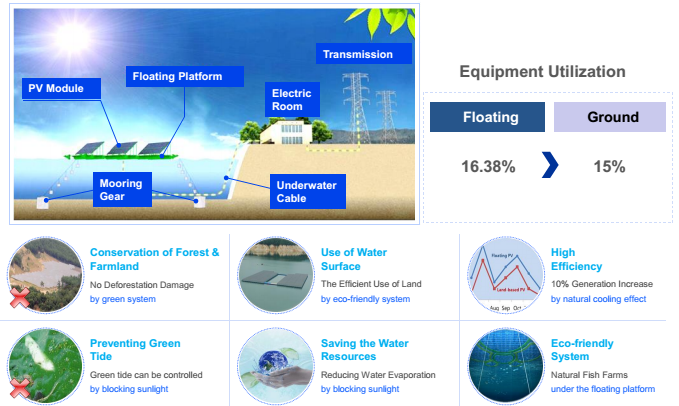 Transmission
Floating Platform
PV Module
Electric
Room
Mooring
Gear
Underwater
Cable
Equipment Utilization
Floating
Ground
16.38%
15%
Conservation of Forest &
Farmland
No Deforestation Damage
by green system
Use of Water
Surface
The Efficient Use of Land
by eco-friendly system
Floating PV
Land based PV
Aug Sep Oct
High
Efficiency
10% Generation Increase
by natural cooling effect
Preventing Green
Tide
Green tide can be controlled
by blocking sunlight
Saving the Water
Resources
Reducing Water Evaporation
by blocking sunlight
Eco-friendly
System
Natural Fish Farms
under the floating platform